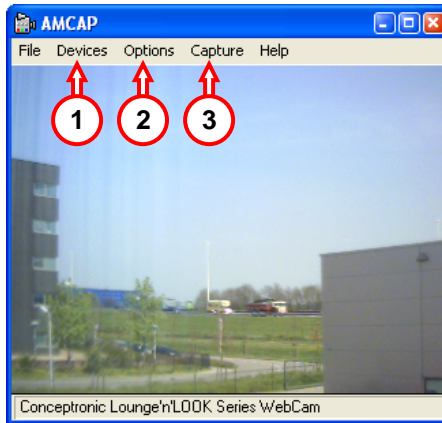 AMCAP
File Devices Options Capture Help
1 2 3
Conceptronic Lounge'n'LOOK Series WebCam